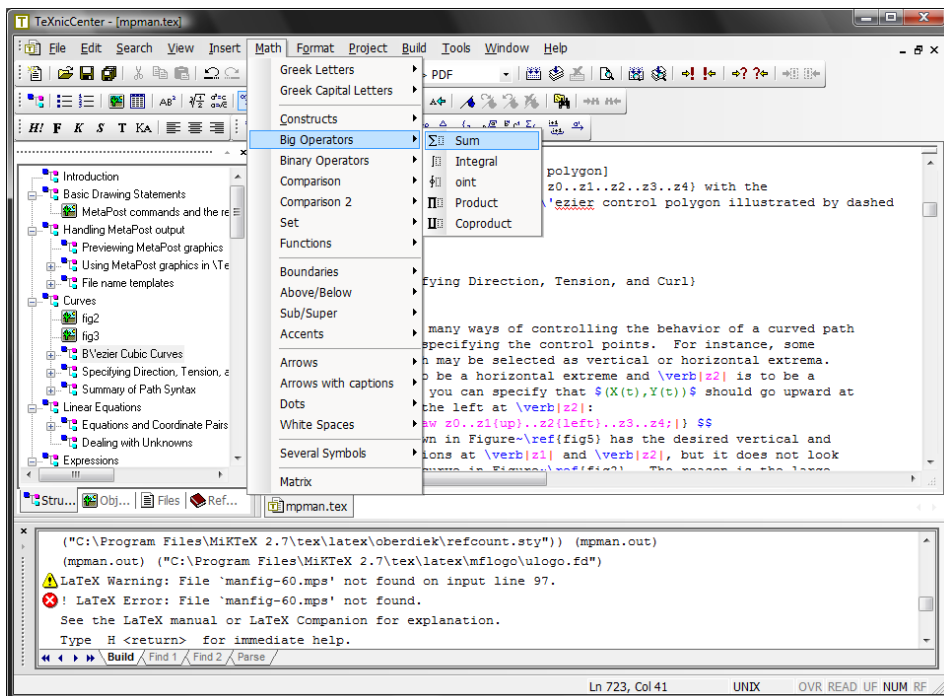 TeXnicCenter - [mpman.tex]
File Edit Search View Insert Math Format Project Build Tools Window Help
PDF
H! F K S T KA
Greek Letters
Greek Capital Letters
Constructs
Big Operators
Binary Operators
Comparison
Comparison 2
Set
Functions
Boundaries
Above/Below
Sub/Super
Accents
Arrows
Arrows with captions
Dots
White Spaces
Several Symbols
Matrix
Sum
Integral
oint
Product
Coproduct
Introduction
Basic Drawing Statements
MetaPost commands and the re
Handling MetaPost output
Previewing MetaPost graphics
Using MetaPost graphics in \Te
File name templates
Curves
fig2
fig3
B\'ezier Cubic Curves
Specifying Direction, Tension, a
Summary of Path Syntax
Linear Equations
Equations and Coordinate Pairs
Dealing with Unknowns
Expressions
Stru... Obj... Files Ref...
polygon]
z0..z1..z2..z3..z4} with the
\'ezier control polygon illustrated by dashed
fying Direction, Tension, and Curl}
many ways of controlling the behavior of a curved path
specifying the control points. For instance, some
may be selected as vertical or horizontal extrema.
be a horizontal extreme and \verb|z2| is to be a
you can specify that $(X(t),Y(t))$ should go upward at
the left at \verb|z2|:
aw z0..z1{up}..z2{left}..z3..z4;|} $$
wn in Figure~\ref{fig5} has the desired vertical and
ions at \verb|z1| and \verb|z2|, but it does not look
curve in Figure~\ref{fig2}. The reason is the large
mpman.tex
("C:\Program Files\MiKTeX 2.7\tex\latex\oberdiek\refcount.sty")) (mpman.out)
(mpman.out) ("C:\Program Files\MiKTeX 2.7\tex\latex\mflogo\ulogo.fd")
LaTeX Warning: File `manfig-60.mps' not found on input line 97.
! LaTeX Error: File `manfig-60.mps' not found.
See the LaTeX manual or LaTeX Companion for explanation.
Type H <return> for immediate help.
Build Find 1 Find 2 Parse
Ln 723, Col 41 UNIX OVR READ UF NUM RF